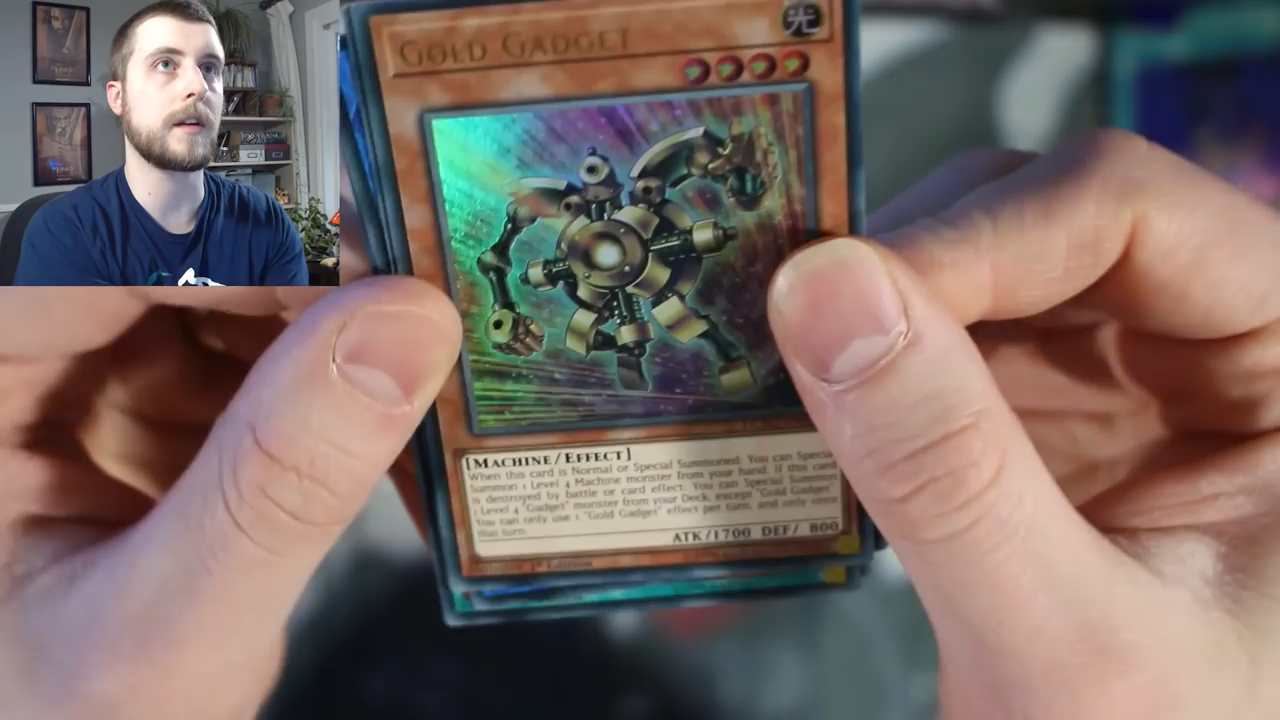 GOLD GADGET
光
[MACHINE/EFFECT]
When this card is Normal or Special Summoned: You can Special
Summon 1 Level 4 Machine monster from your hand. If this card
is destroyed by battle or card effect: You can Special Summon
1 Level 4 "Gadget" monster from your Deck, except "Gold Gadget".
You can only use 1 "Gold Gadget" effect per turn, and only once
that turn.
ATK/1700 DEF/ 800
1st Edition